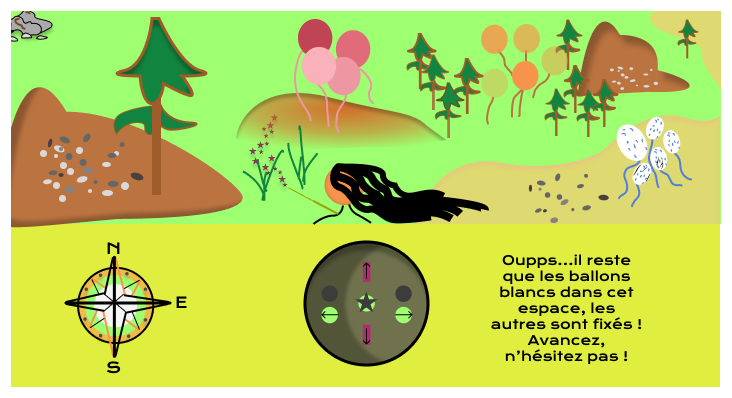 N
E
S
Oupps...il reste
que les ballons
blancs dans cet
espace, les
autres sont fixés !
Avancez,
n'hésitez pas !